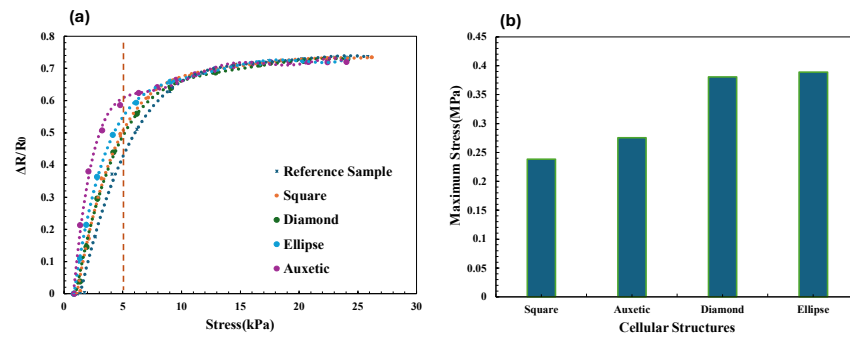 (a)
0.8
0.7
0.6
0.5
0.4
0.3
0.2
0.1
0
ΔR/R0
0 5 10 15 20 25 30
Stress(kPa)
Reference Sample
Square
Diamond
Ellipse
Auxetic
(b)
0.45
0.4
0.35
0.3
0.25
0.2
0.15
0.1
0.05
0
Maximum Stress(MPa)
Square Auxetic Diamond Ellipse
Cellular Structures